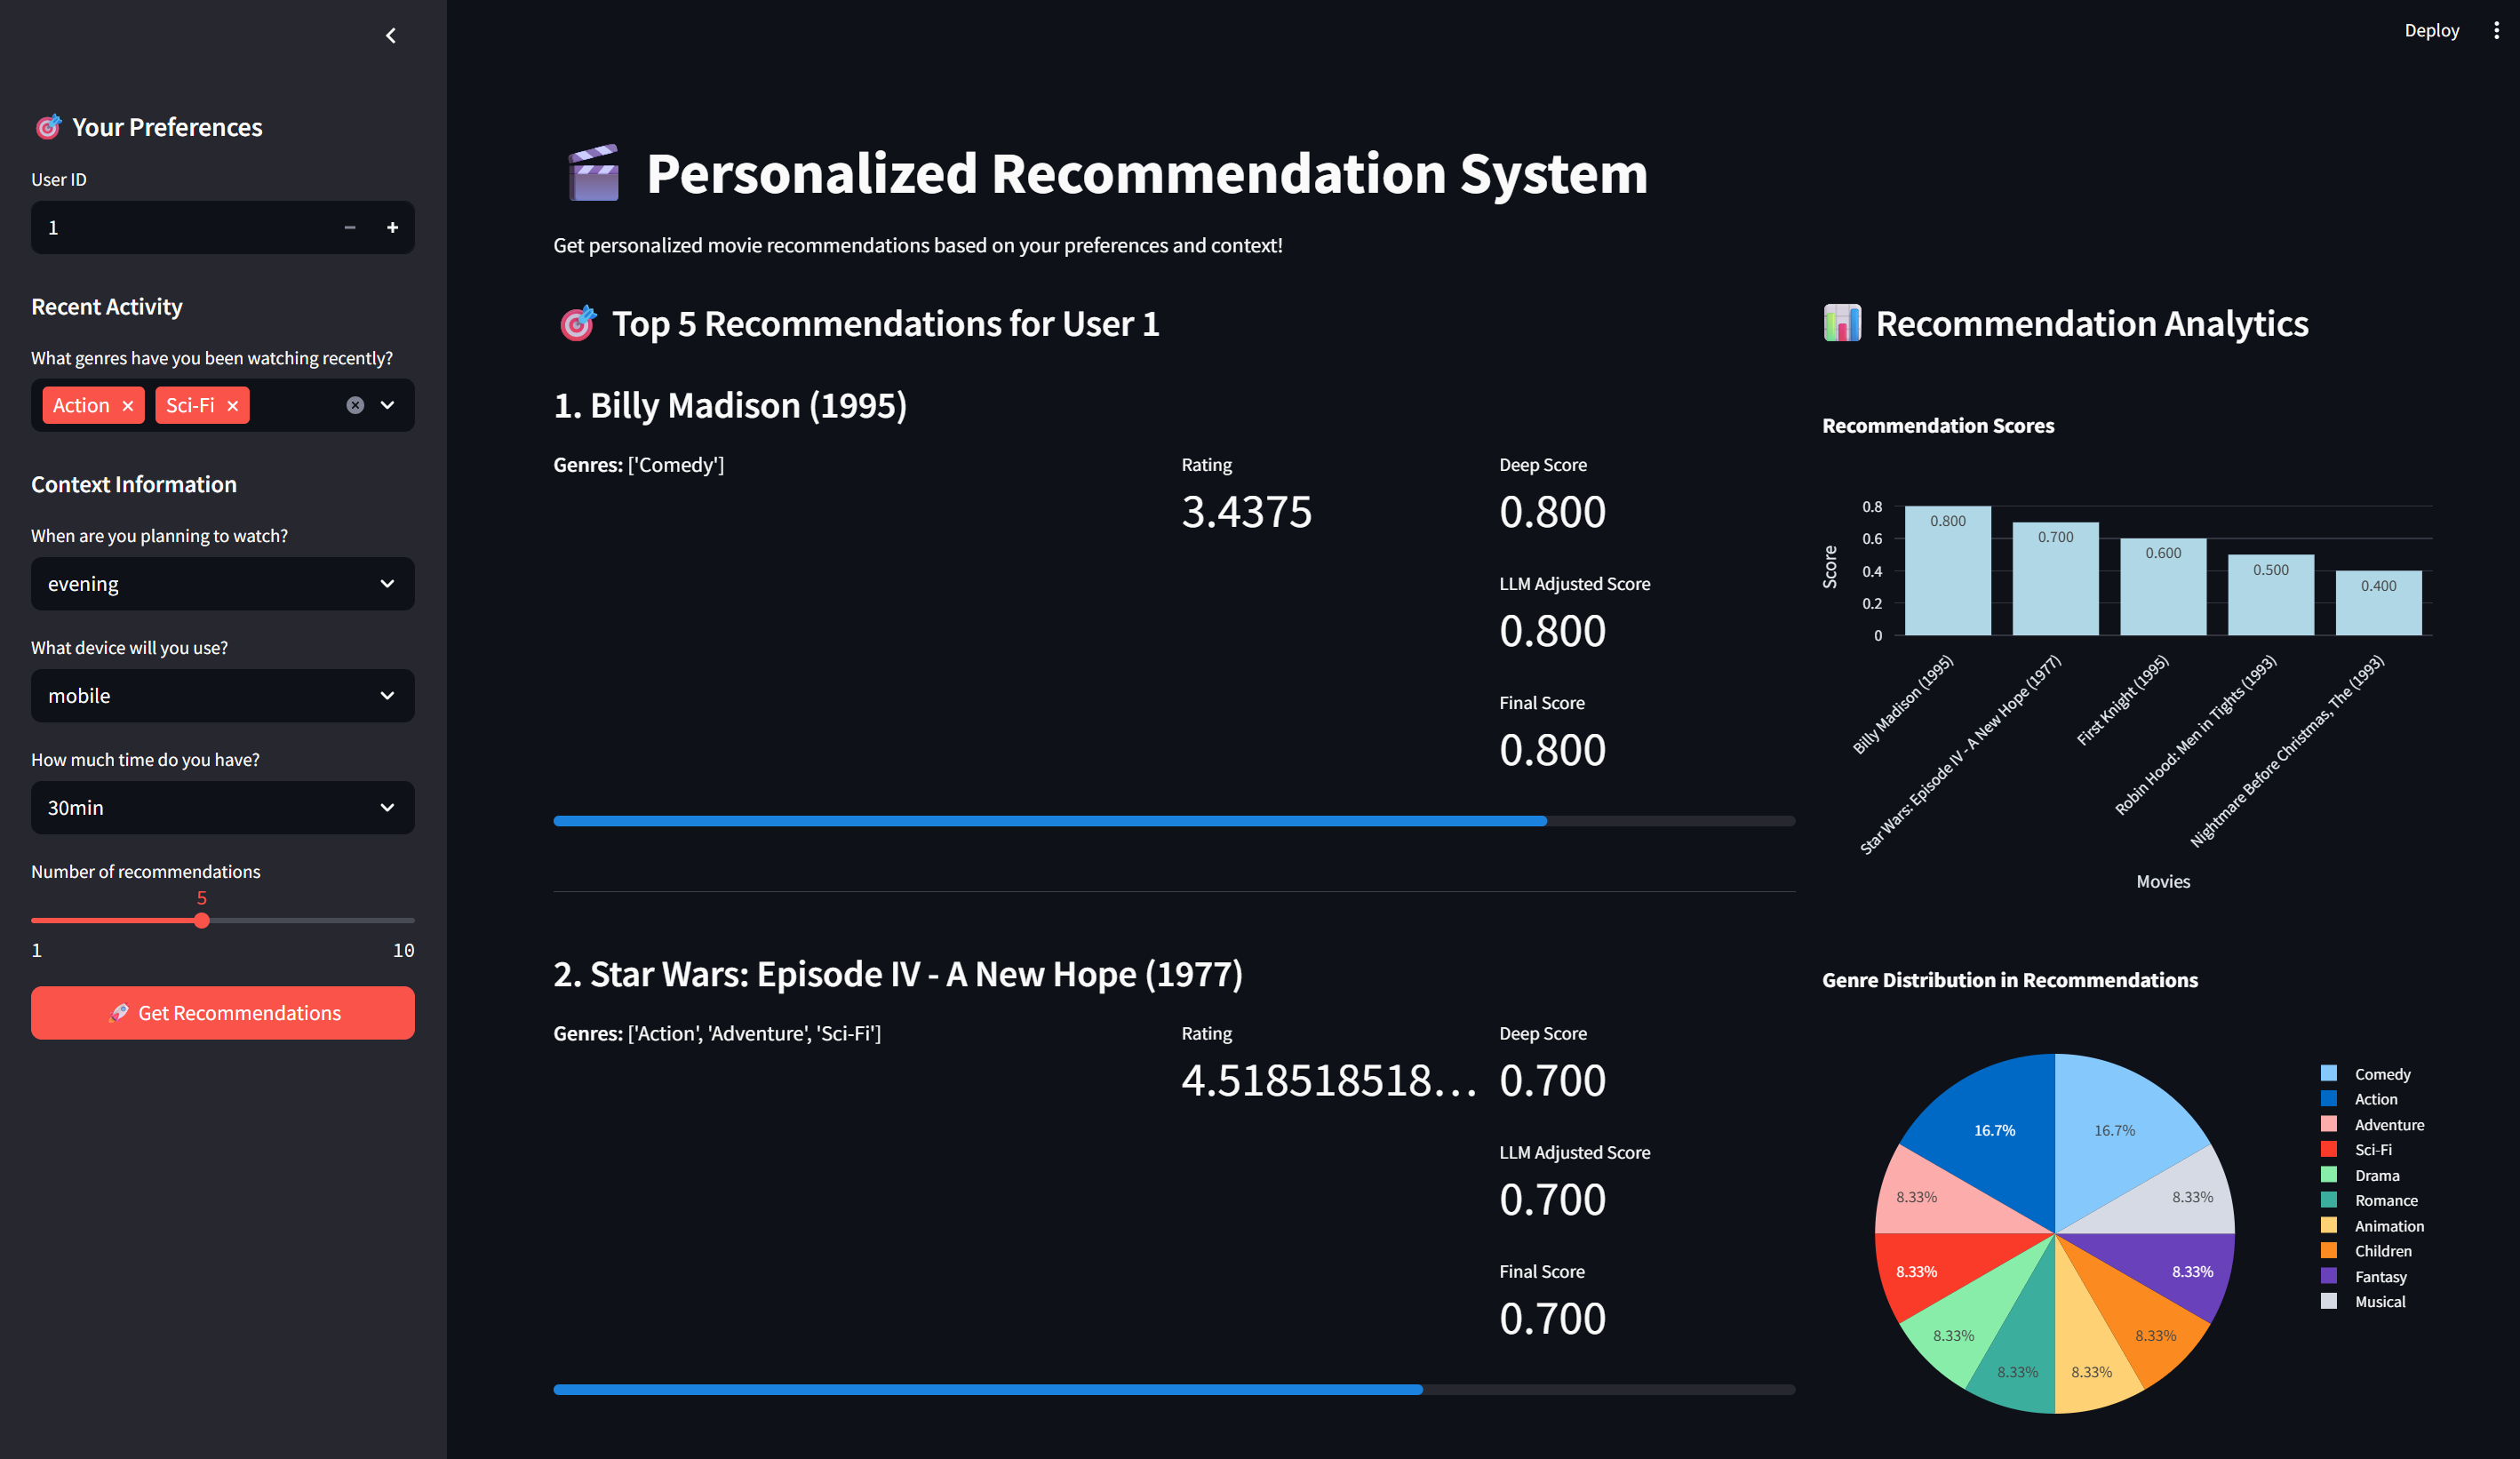 Deploy
🎯 Your Preferences
User ID
1
Recent Activity
What genres have you been watching recently?
Action × Sci-Fi ×
Context Information
When are you planning to watch?
evening
What device will you use?
mobile
How much time do you have?
30min
Number of recommendations
5
1 10
🚀 Get Recommendations
🎬 Personalized Recommendation System
Get personalized movie recommendations based on your preferences and context!
🎯 Top 5 Recommendations for User 1
1. Billy Madison (1995)
Genres: ['Comedy']
Rating
3.4375
Deep Score
0.800
LLM Adjusted Score
0.800
Final Score
0.800
2. Star Wars: Episode IV - A New Hope (1977)
Genres: ['Action', 'Adventure', 'Sci-Fi']
Rating
4.518518518...
Deep Score
0.700
LLM Adjusted Score
0.700
Final Score
0.700
📊 Recommendation Analytics
Recommendation Scores
Score
0.8
0.6
0.4
0.2
0
0.800
0.700
0.600
0.500
0.400
Billy Madison (1995)
Star Wars: Episode IV - A New Hope (1977)
First Knight (1995)
Robin Hood: Men in Tights (1993)
Nightmare Before Christmas, The (1993)
Movies
Genre Distribution in Recommendations
16.7%
16.7%
8.33%
8.33%
8.33%
8.33%
8.33%
8.33%
8.33%
8.33%
8.33%
8.33%
Comedy
Action
Adventure
Sci-Fi
Drama
Romance
Animation
Children
Fantasy
Musical